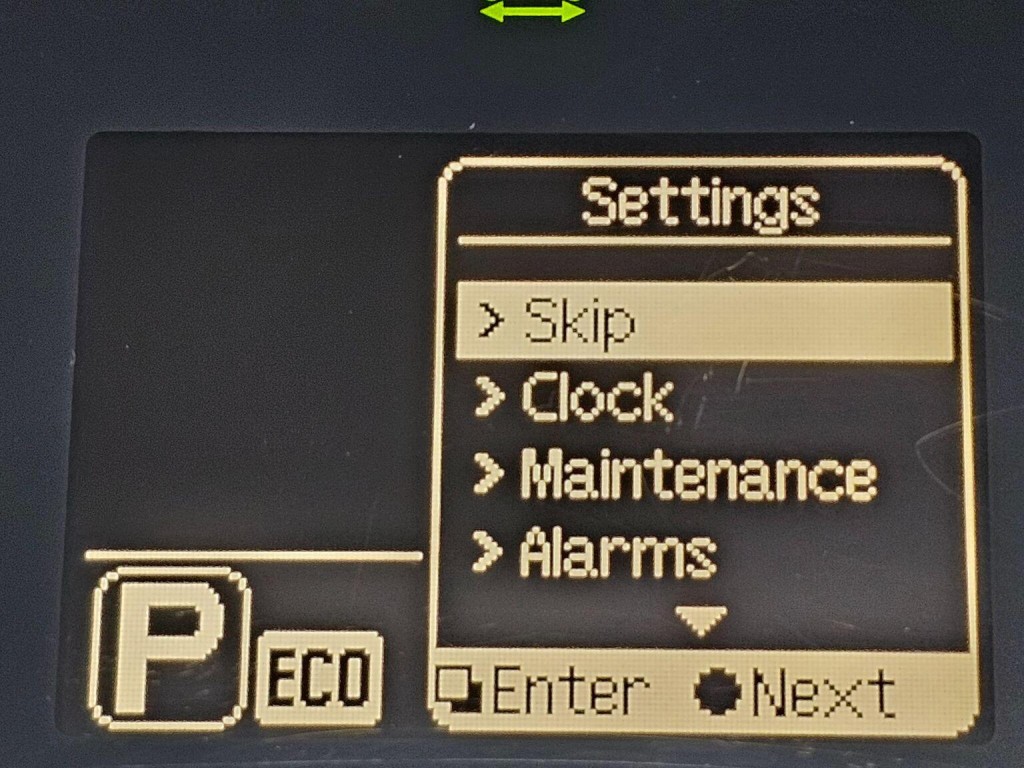 Settings
> Skip
> Clock
> Maintenance
> Alarms
P ECO
Enter Next